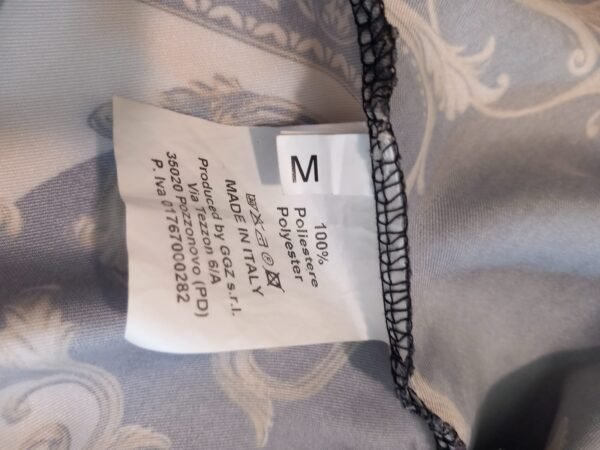 M
100%
Poliestere
Polyester
MADE IN ITALY
Produced by GGZ s.r.l.
Via Tezzon 6/A
35020 Pozzonovo (PD)
P. Iva 01767000282